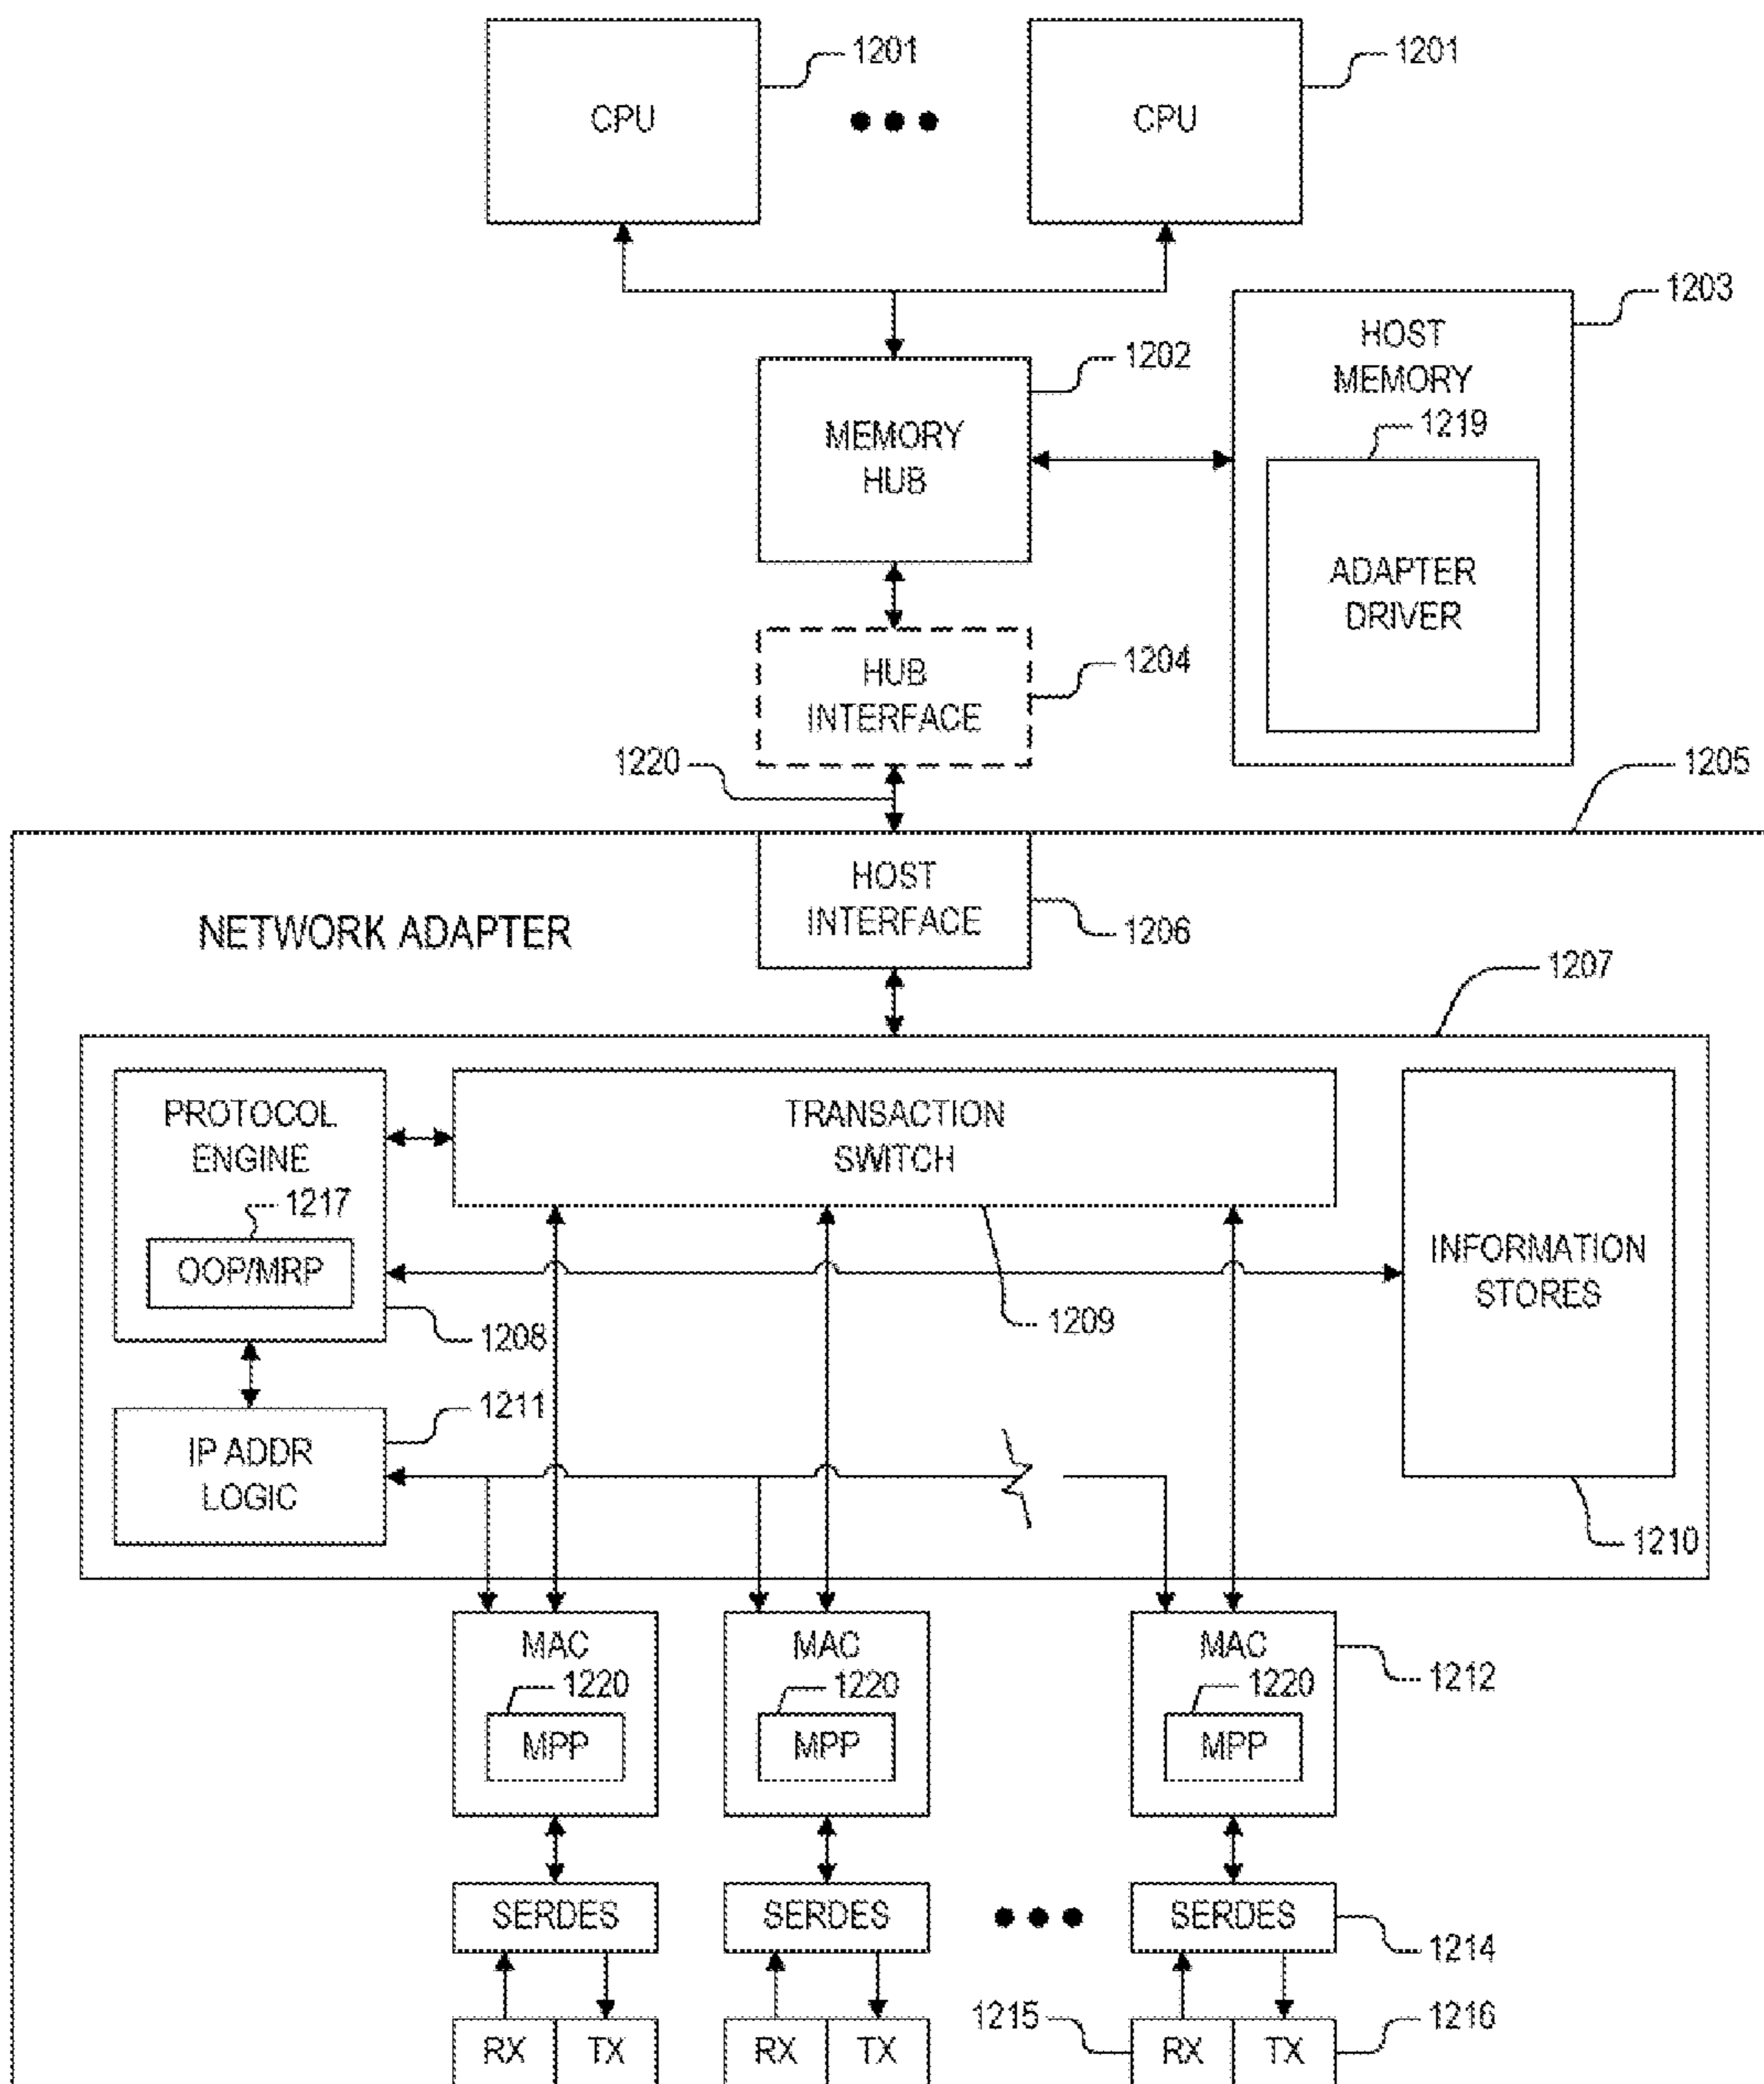 1201
1201
CPU
CPU
1203
HOST
MEMORY
1202
1219
MEMORY
HUB
ADAPTER
DRIVER
1204
HUB
INTERFACE
1220
1205
HOST
INTERFACE
1206
NETWORK ADAPTER
1207
PROTOCOL
ENGINE
TRANSACTION
SWITCH
1217
OOP/MRP
INFORMATION
STORES
1209
1208
1211
IP ADDR
LOGIC
1210
MAC
MAC
MAC
1212
1220
1220
1220
MPP
MPP
MPP
SERDES
SERDES
SERDES
1214
1215
1216
RX
TX
RX
TX
RX
TX